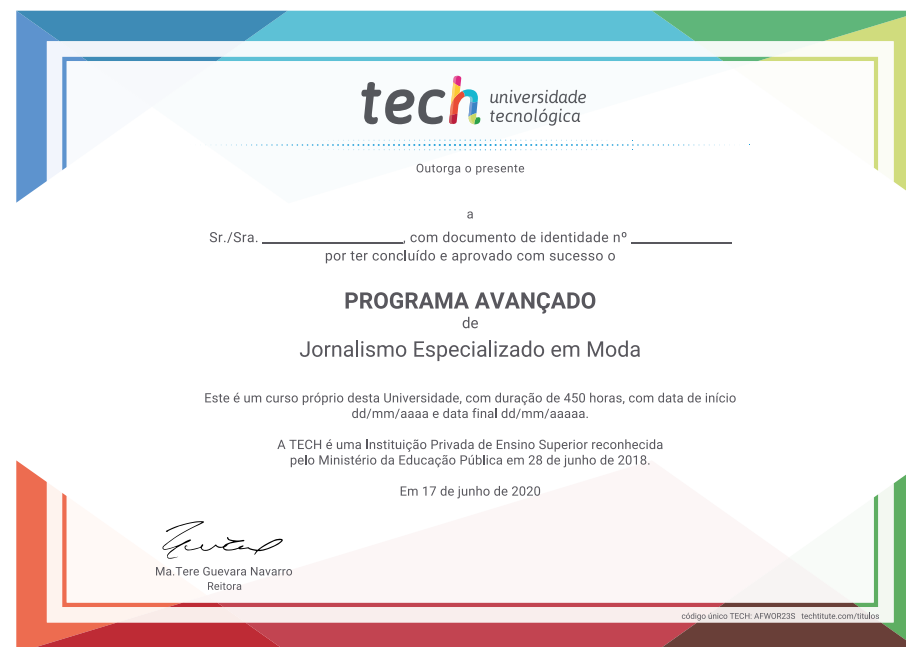 tech universidade
tecnológica
Outorga o presente
a
Sr./Sra. ______________, com documento de identidade nº __________
por ter concluído e aprovado com sucesso o
PROGRAMA AVANÇADO
de
Jornalismo Especializado em Moda
Este é um curso próprio desta Universidade, com duração de 450 horas, com data de início
dd/mm/aaaa e data final dd/mm/aaaaa.
A TECH é uma Instituição Privada de Ensino Superior reconhecida
pelo Ministério da Educação Pública em 28 de junho de 2018.
Em 17 de junho de 2020
Ma.Tere Guevara Navarro
Reitora
código único TECH: AFWOR23S techtitute.com/titulos